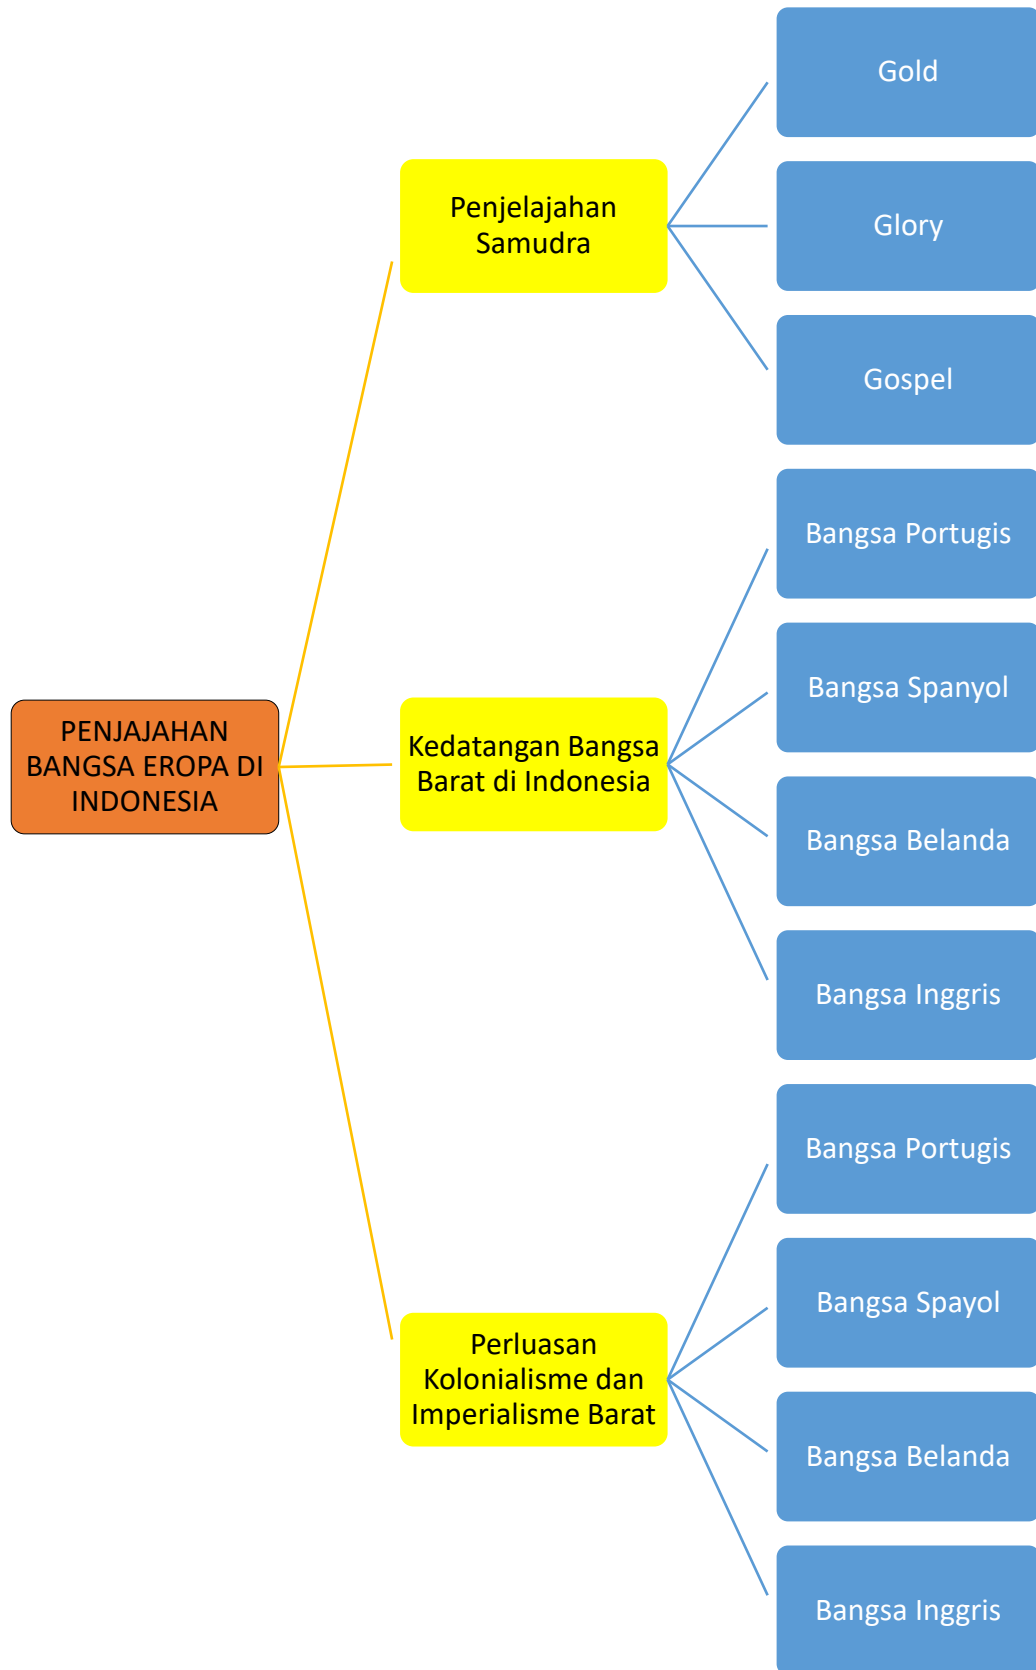 PENJAJAHAN
BANGSA EROPA DI
INDONESIA
Penjelajahan
Samudra
Gold
Glory
Gospel
Kedatangan Bangsa
Barat di Indonesia
Bangsa Portugis
Bangsa Spanyol
Bangsa Belanda
Bangsa Inggris
Perluasan
Kolonialisme dan
Imperialisme Barat
Bangsa Portugis
Bangsa Spayol
Bangsa Belanda
Bangsa Inggris